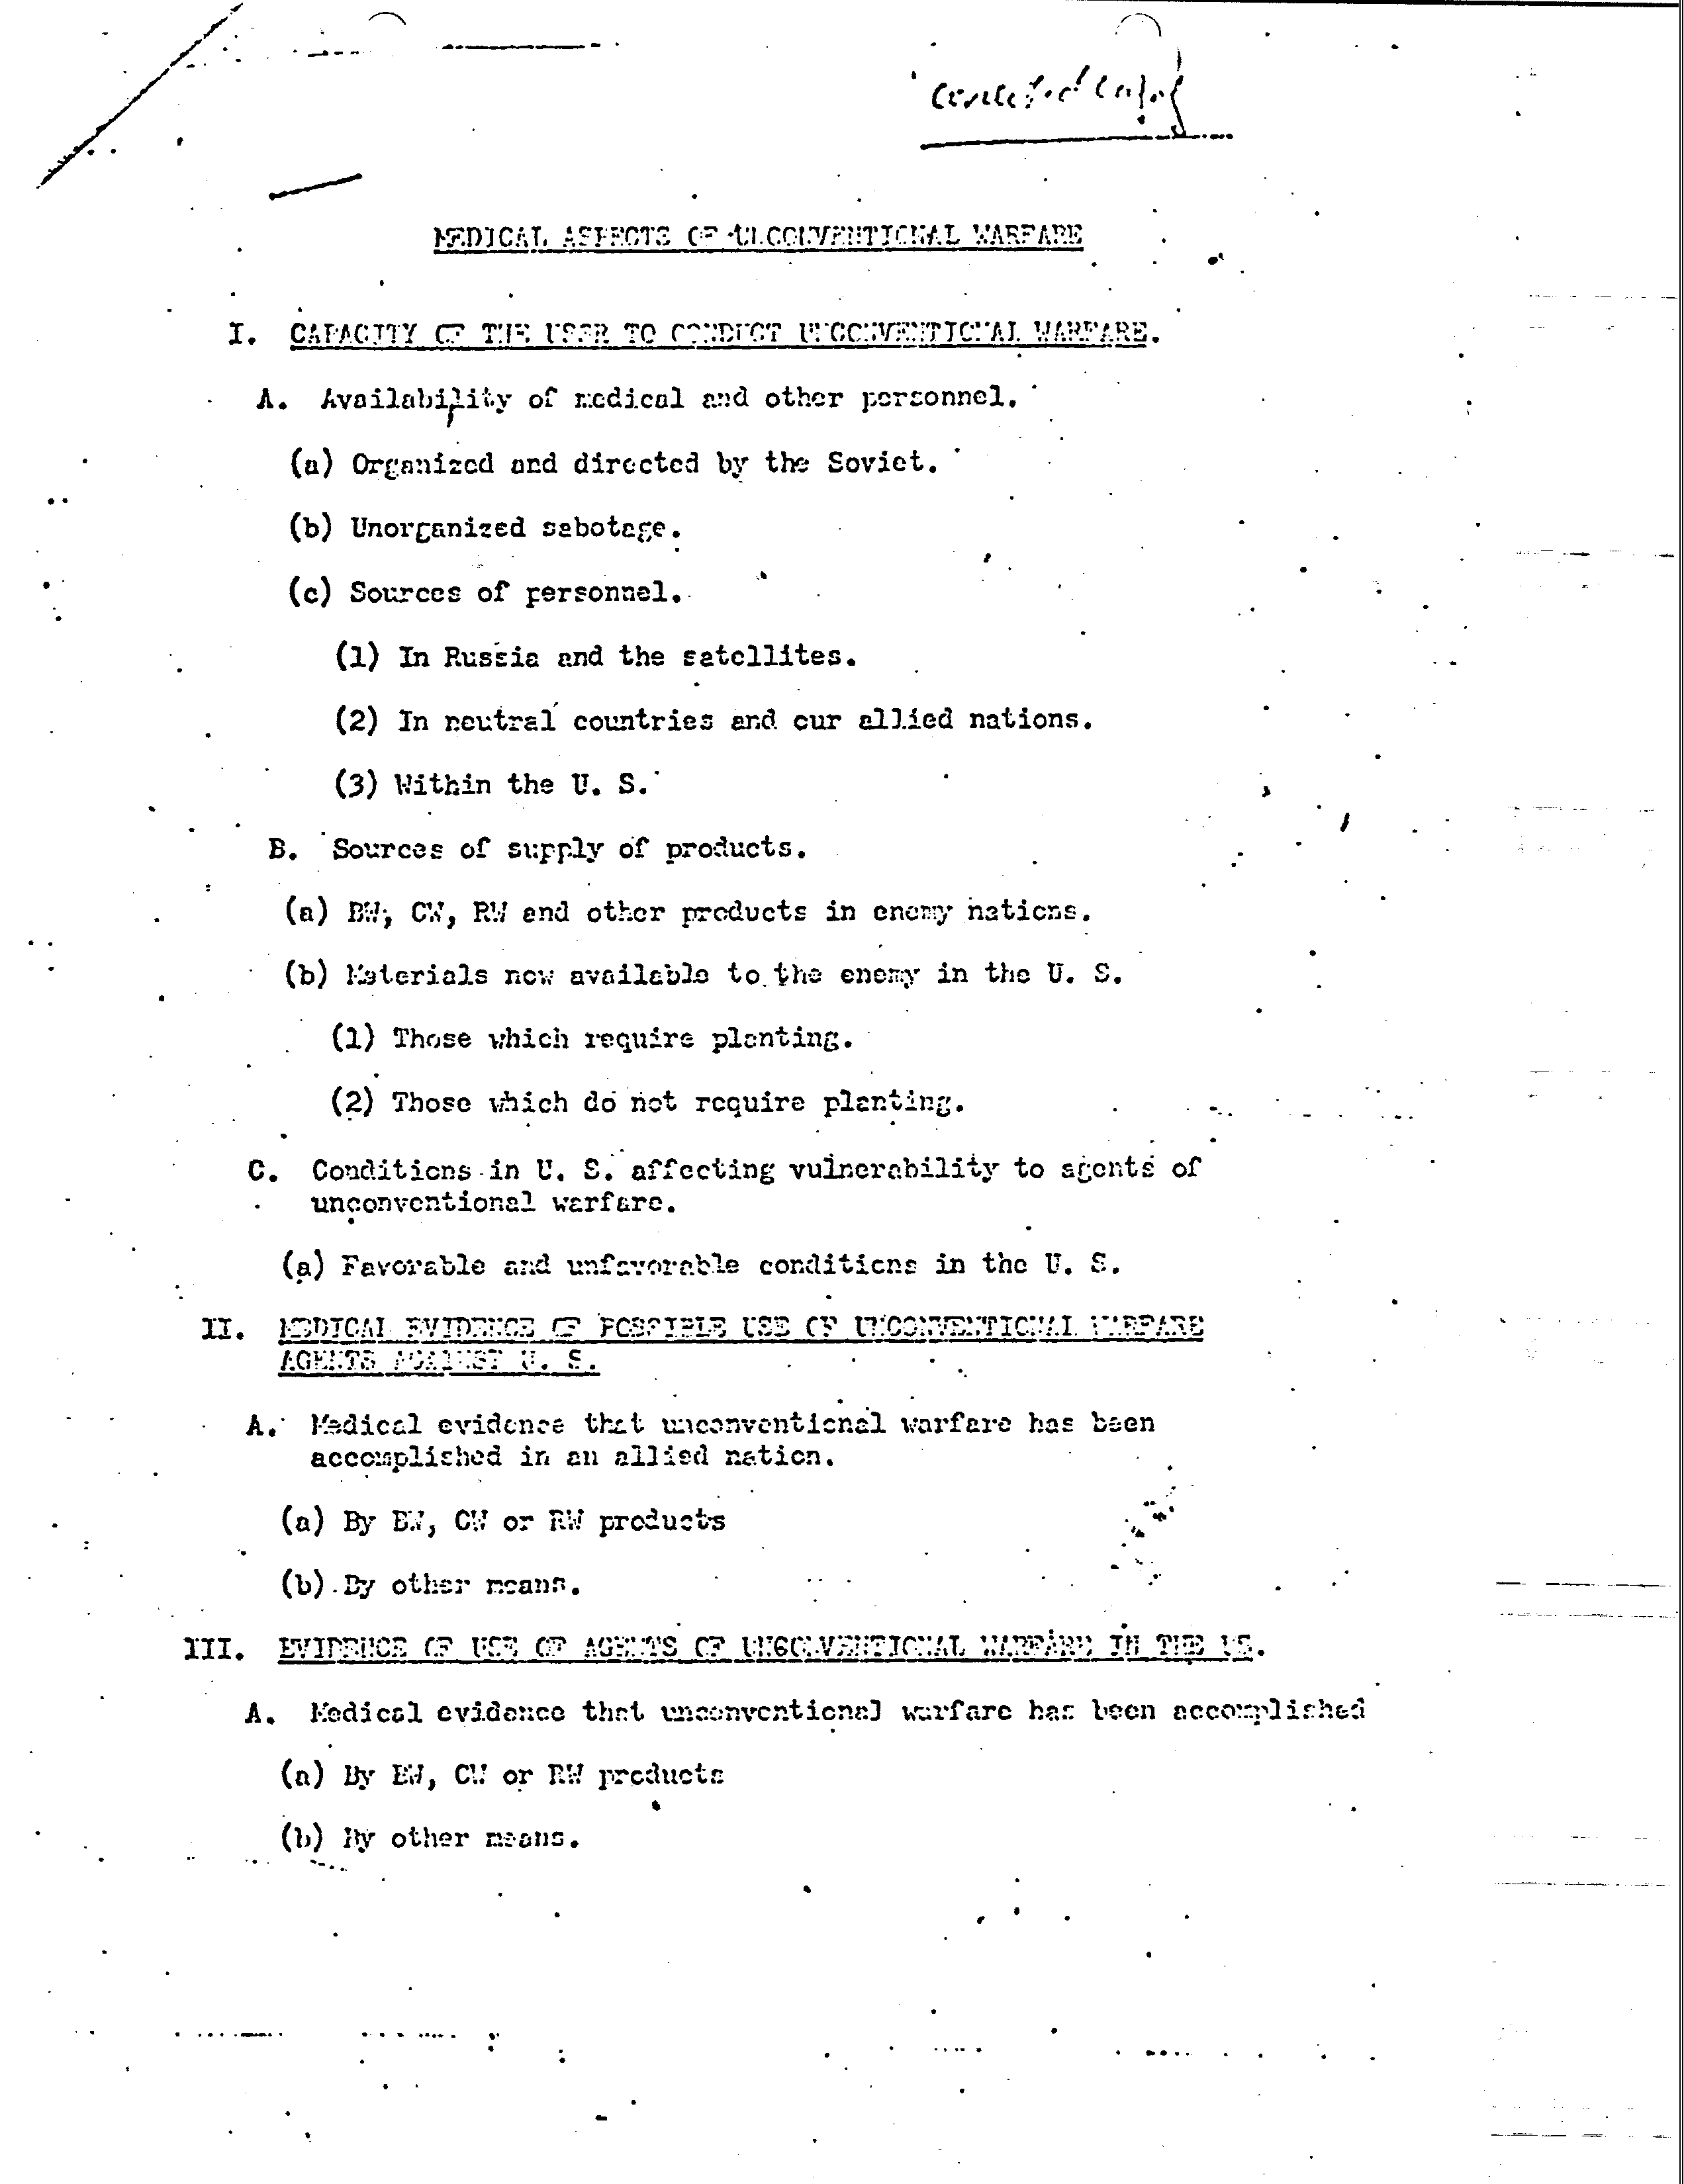 corrected copy
MEDICAL ASPECTS OF UNCONVENTIONAL WARFARE
I. CAPACITY OF THE USSR TO CONDUCT UNCONVENTIONAL WARFARE.
A. Availability of medical and other personnel.
(a) Organized and directed by the Soviet.
(b) Unorganized sabotage.
(c) Sources of personnel.
(1) In Russia and the satellites.
(2) In neutral countries and our allied nations.
(3) Within the U. S.
B. Sources of supply of products.
(a) BW, CW, RW and other products in enemy nations.
(b) Materials now available to the enemy in the U. S.
(1) Those which require planting.
(2) Those which do not require planting.
C. Conditions in U. S. affecting vulnerability to agents of
unconventional warfare.
(a) Favorable and unfavorable conditions in the U. S.
II. MEDICAL EVIDENCE OF POSSIBLE USE OF UNCONVENTIONAL WARFARE
AGENTS AGAINST U. S.
A. Medical evidence that unconventional warfare has been
accomplished in an allied nation.
(a) By BW, CW or RW products
(b) By other means.
III. EVIDENCE OF USE OF AGENTS OF UNCONVENTIONAL WARFARE IN THE US.
A. Medical evidence that unconventional warfare has been accomplished
(a) By BW, CW or RW products
(b) By other means.